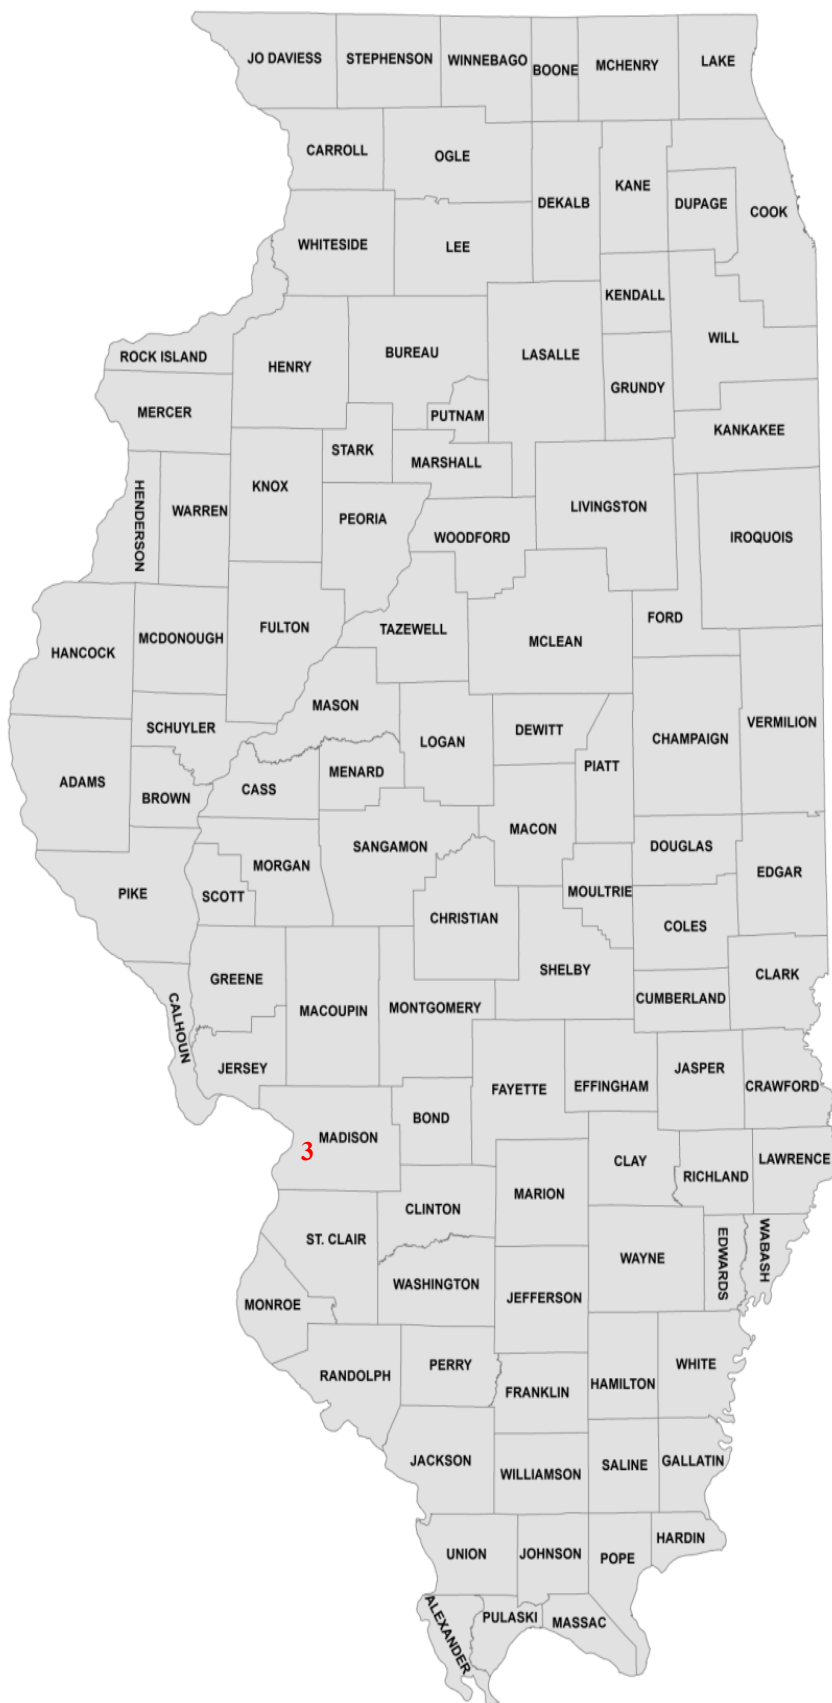 JO DAVIESS
STEPHENSON
WINNEBAGO
BOONE
MCHENRY
LAKE
CARROLL
OGLE
DEKALB
KANE
DUPAGE
COOK
WHITESIDE
LEE
KENDALL
ROCK ISLAND
HENRY
BUREAU
LASALLE
GRUNDY
WILL
MERCER
PUTNAM
KANKAKEE
STARK
MARSHALL
HENDERSON
WARREN
KNOX
PEORIA
WOODFORD
LIVINGSTON
IROQUOIS
HANCOCK
MCDONOUGH
FULTON
TAZEWELL
MCLEAN
FORD
MASON
SCHUYLER
LOGAN
DEWITT
PIATT
CHAMPAIGN
VERMILION
ADAMS
BROWN
CASS
MENARD
MACON
SANGAMON
DOUGLAS
EDGAR
PIKE
SCOTT
MORGAN
CHRISTIAN
MOULTRIE
COLES
GREENE
MACOUPIN
MONTGOMERY
SHELBY
CUMBERLAND
CLARK
CALHOUN
JERSEY
FAYETTE
EFFINGHAM
JASPER
CRAWFORD
MADISON
3
BOND
CLAY
RICHLAND
LAWRENCE
MARION
CLINTON
ST. CLAIR
WAYNE
EDWARDS
WABASH
MONROE
WASHINGTON
JEFFERSON
RANDOLPH
PERRY
FRANKLIN
HAMILTON
WHITE
JACKSON
WILLIAMSON
SALINE
GALLATIN
UNION
JOHNSON
POPE
HARDIN
ALEXANDER
PULASKI
MASSAC